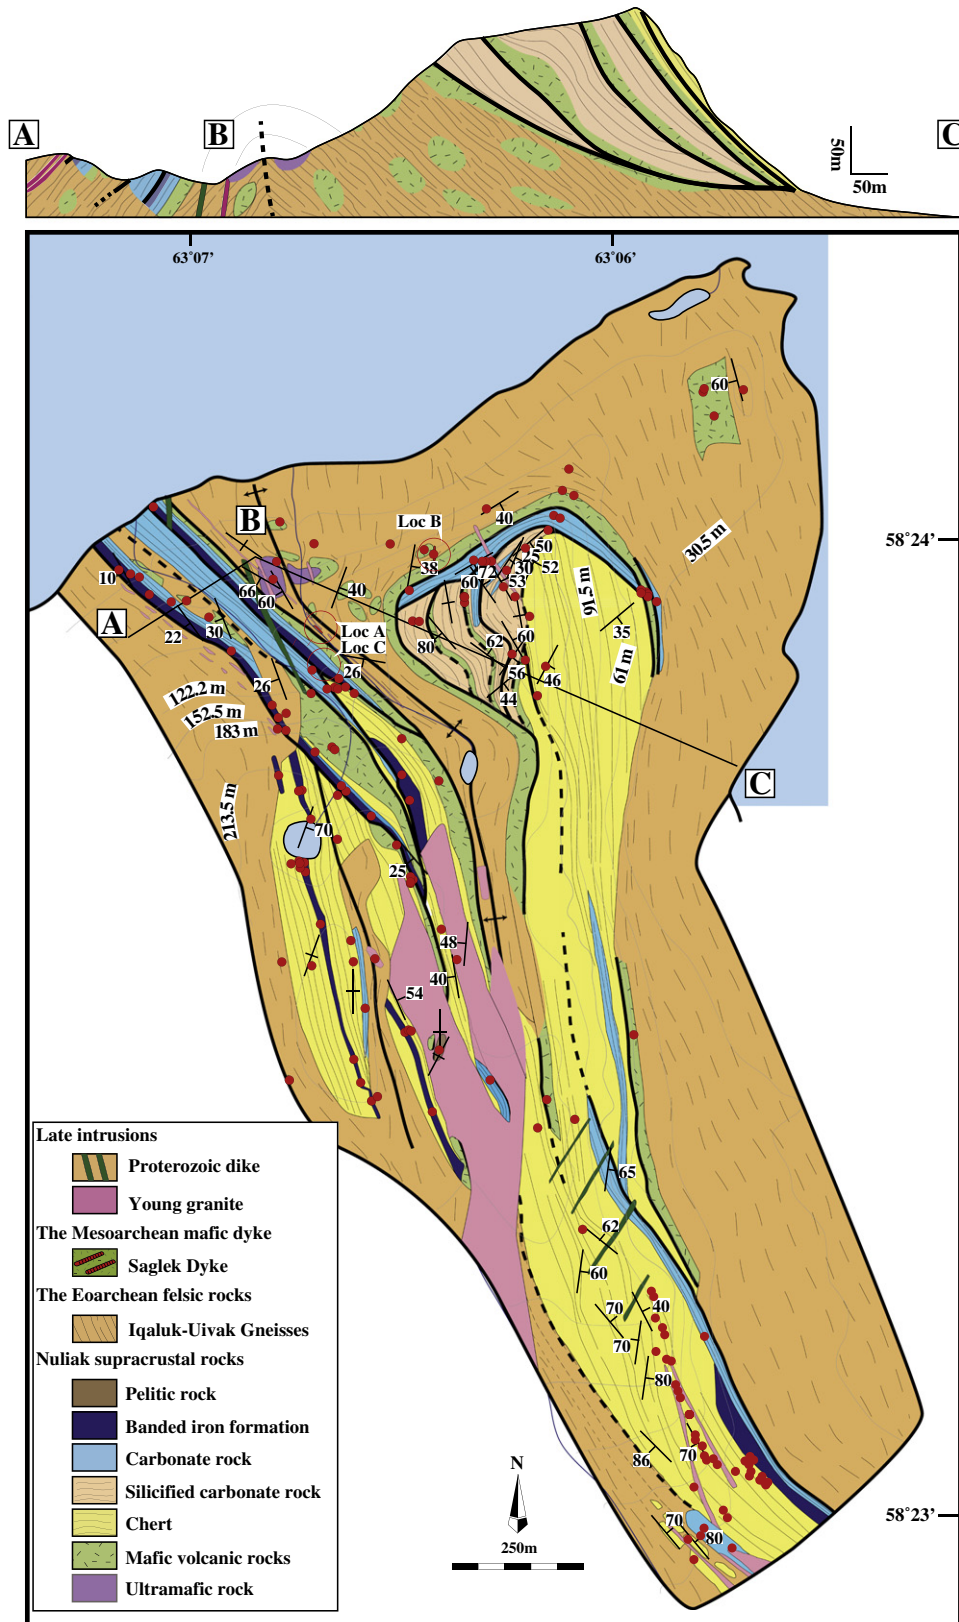 A
B
C
50m
50m
63°07'
63°06'
60
B
Loc B
40
30.5 m
58°24'
10
A
22
30
66
60
40
38
72
60
50
25
30
52
53
91.5 m
35
61 m
Loc A
Loc C
26
26
80
62
60
56
44
46
122.2 m
152.5 m
183 m
213.5 m
C
70
25
48
40
54
65
62
60
70
40
70
80
86
70
70
80
58°23'
N
250m
Late intrusions
Proterozoic dike
Young granite
The Mesoarchean mafic dyke
Saglek Dyke
The Eoarchean felsic rocks
Iqaluk-Uivak Gneisses
Nuliak supracrustal rocks
Pelitic rock
Banded iron formation
Carbonate rock
Silicified carbonate rock
Chert
Mafic volcanic rocks
Ultramafic rock